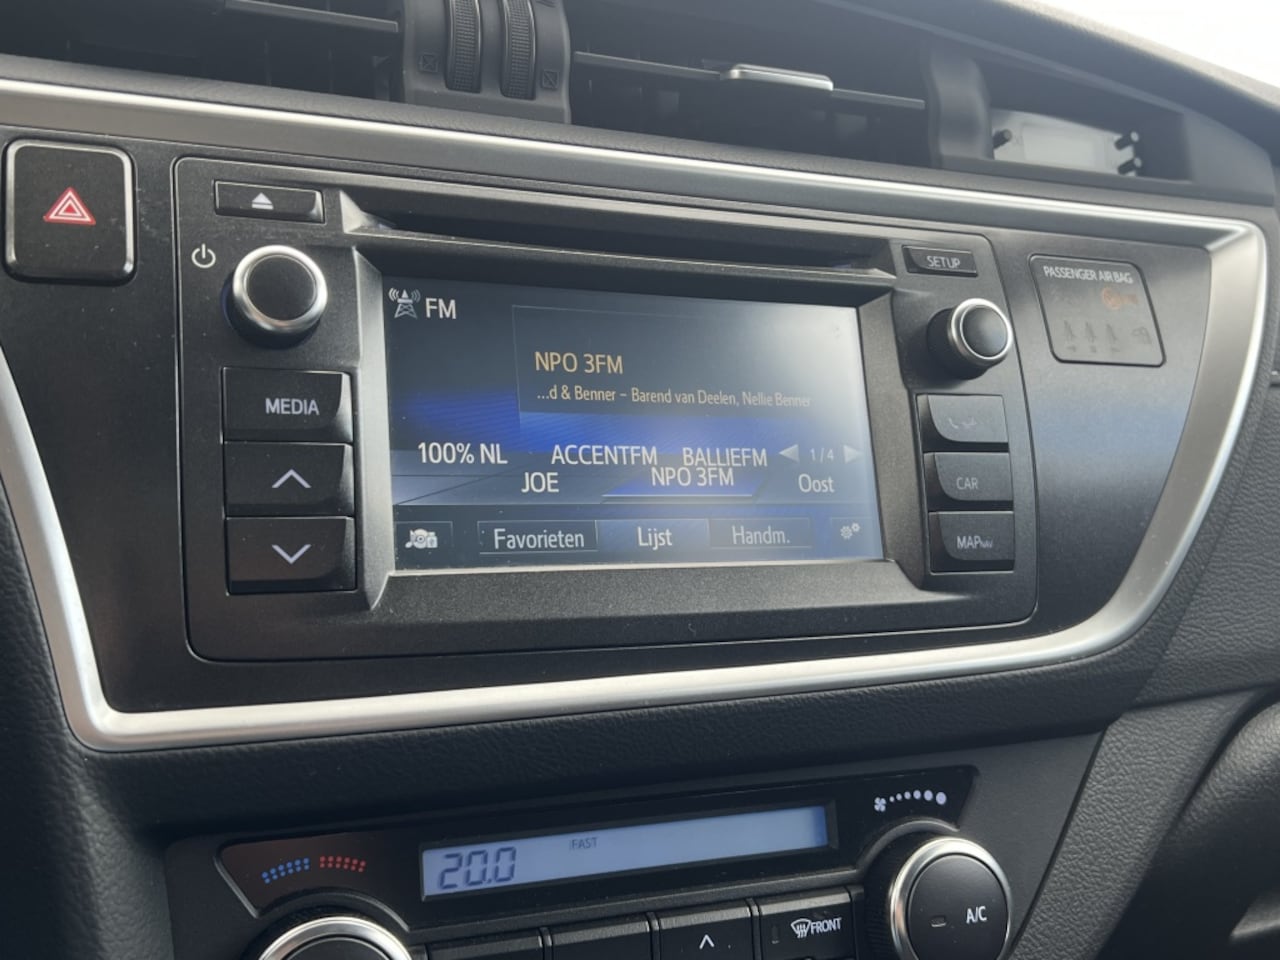 SETUP
PASSENGER AIR BAG
FM
NPO 3FM
...d & Benner - Barend van Deelen, Nellie Benner
MEDIA
100% NL ACCENTFM BALLIEFM 1/4
JOE NPO 3FM Oost
CAR
Favorieten Lijst Handm.
MAP NAV
FAST
20.0
FRONT
A/C